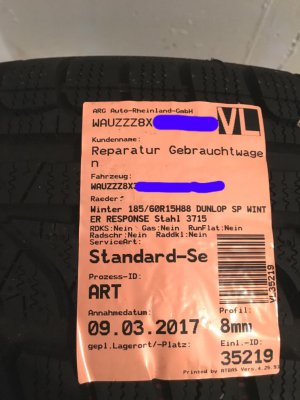 ARG Auto-Rheinland-GmbH
WAUZZZ8X
VL
Kundenname:
Reparatur Gebrauchtwage
n
Fahrzeug:
WAUZZZ8X
Raeder:
Winter 185/60R15H88 DUNLOP SP WINT
ER RESPONSE Stahl 3715
RDKS:Nein Gas:Nein RunFlat:Nein
Radschr:Nein Raddkl:Nein
ServiceArt:
Standard-Se
Prozess-ID:
ART
VL35219
Annahmedatum:
Profil:
09.03.2017
8mm
gepl.Lagerort/-Platz:
Einl.-ID:
35219
Printed by